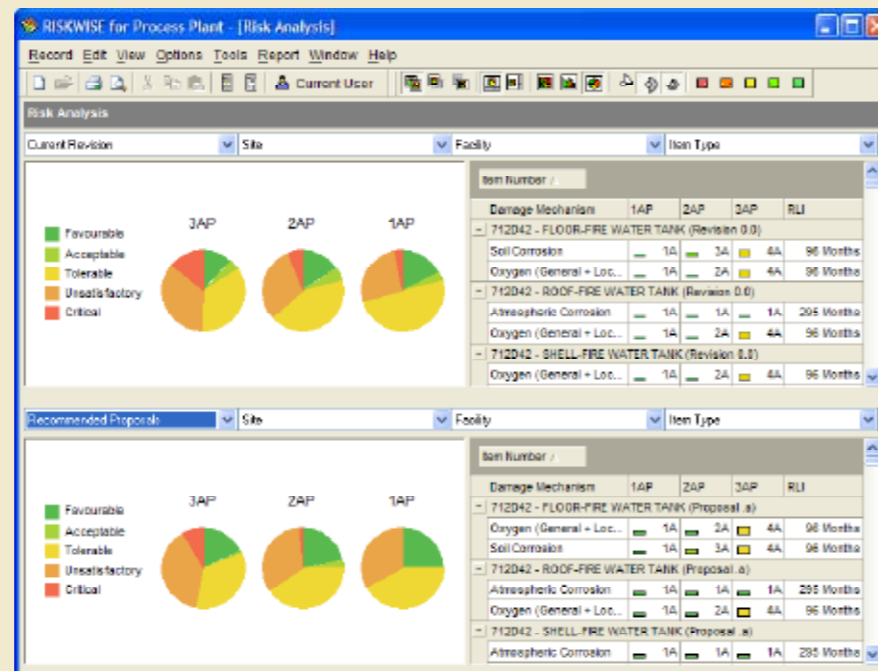 RISKWISE for Process Plant - [Risk Analysis]
Record Edit View Options Tools Report Window Help
Current User
Risk Analysis
Current Revision Site Facility Item Type
Item Number
Damage Mechanism 1AP 2AP 3AP RLI
712D42 - FLOOR-FIRE WATER TANK (Revision 0.0)
Soil Corrosion 1A 3A 4A 96 Months
Oxygen (General + Loc... 1A 2A 4A 96 Months
712D42 - ROOF-FIRE WATER TANK (Revision 0.0)
Atmospheric Corrosion 1A 1A 1A 295 Months
Oxygen (General + Loc... 1A 2A 4A 96 Months
712D42 - SHELL-FIRE WATER TANK (Revision 0.0)
Oxygen (General + Loc... 1A 2A 4A 96 Months
3AP 2AP 1AP
Favourable
Acceptable
Tolerable
Unsatisfactory
Critical
Recommended Proposals Site Facility Item Type
Item Number
Damage Mechanism 1AP 2AP 3AP RLI
712D42 - FLOOR-FIRE WATER TANK (Proposal .a)
Oxygen (General + Loc... 1A 2A 4A 96 Months
Soil Corrosion 1A 3A 4A 96 Months
712D42 - ROOF-FIRE WATER TANK (Proposal .a)
Atmospheric Corrosion 1A 1A 1A 295 Months
Oxygen (General + Loc... 1A 2A 4A 96 Months
712D42 - SHELL-FIRE WATER TANK (Proposal .a)
Atmospheric Corrosion 1A 1A 1A 295 Months
3AP 2AP 1AP
Favourable
Acceptable
Tolerable
Unsatisfactory
Critical